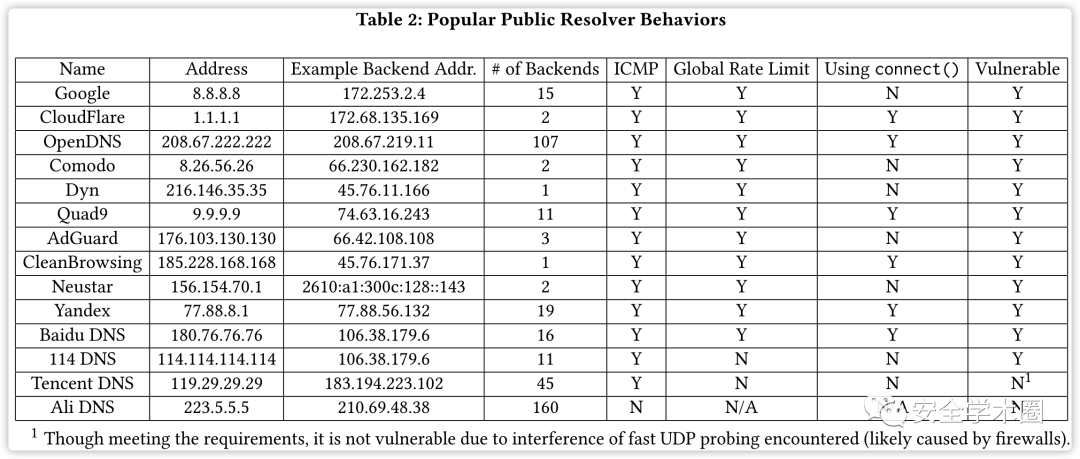 Table 2: Popular Public Resolver Behaviors
Name Address Example Backend Addr. # of Backends ICMP Global Rate Limit Using connect() Vulnerable
Google 8.8.8.8 172.253.2.4 15 Y Y N Y
CloudFlare 1.1.1.1 172.68.135.169 2 Y Y Y Y
OpenDNS 208.67.222.222 208.67.219.11 107 Y Y Y Y
Comodo 8.26.56.26 66.230.162.182 2 Y Y N Y
Dyn 216.146.35.35 45.76.11.166 1 Y Y N Y
Quad9 9.9.9.9 74.63.16.243 11 Y Y Y Y
AdGuard 176.103.130.130 66.42.108.108 3 Y Y N Y
CleanBrowsing 185.228.168.168 45.76.171.37 1 Y Y Y Y
Neustar 156.154.70.1 2610:a1:300c:128::143 2 Y Y N Y
Yandex 77.88.8.1 77.88.56.132 19 Y Y Y Y
Baidu DNS 180.76.76.76 106.38.179.6 16 Y Y Y Y
114 DNS 114.114.114.114 106.38.179.6 11 Y N N Y
Tencent DNS 119.29.29.29 183.194.223.102 45 Y N N N1
Ali DNS 223.5.5.5 210.69.48.38 160 N N/A N
安全学术圈
1 Though meeting the requirements, it is not vulnerable due to interference of fast UDP probing encountered (likely caused by firewalls).